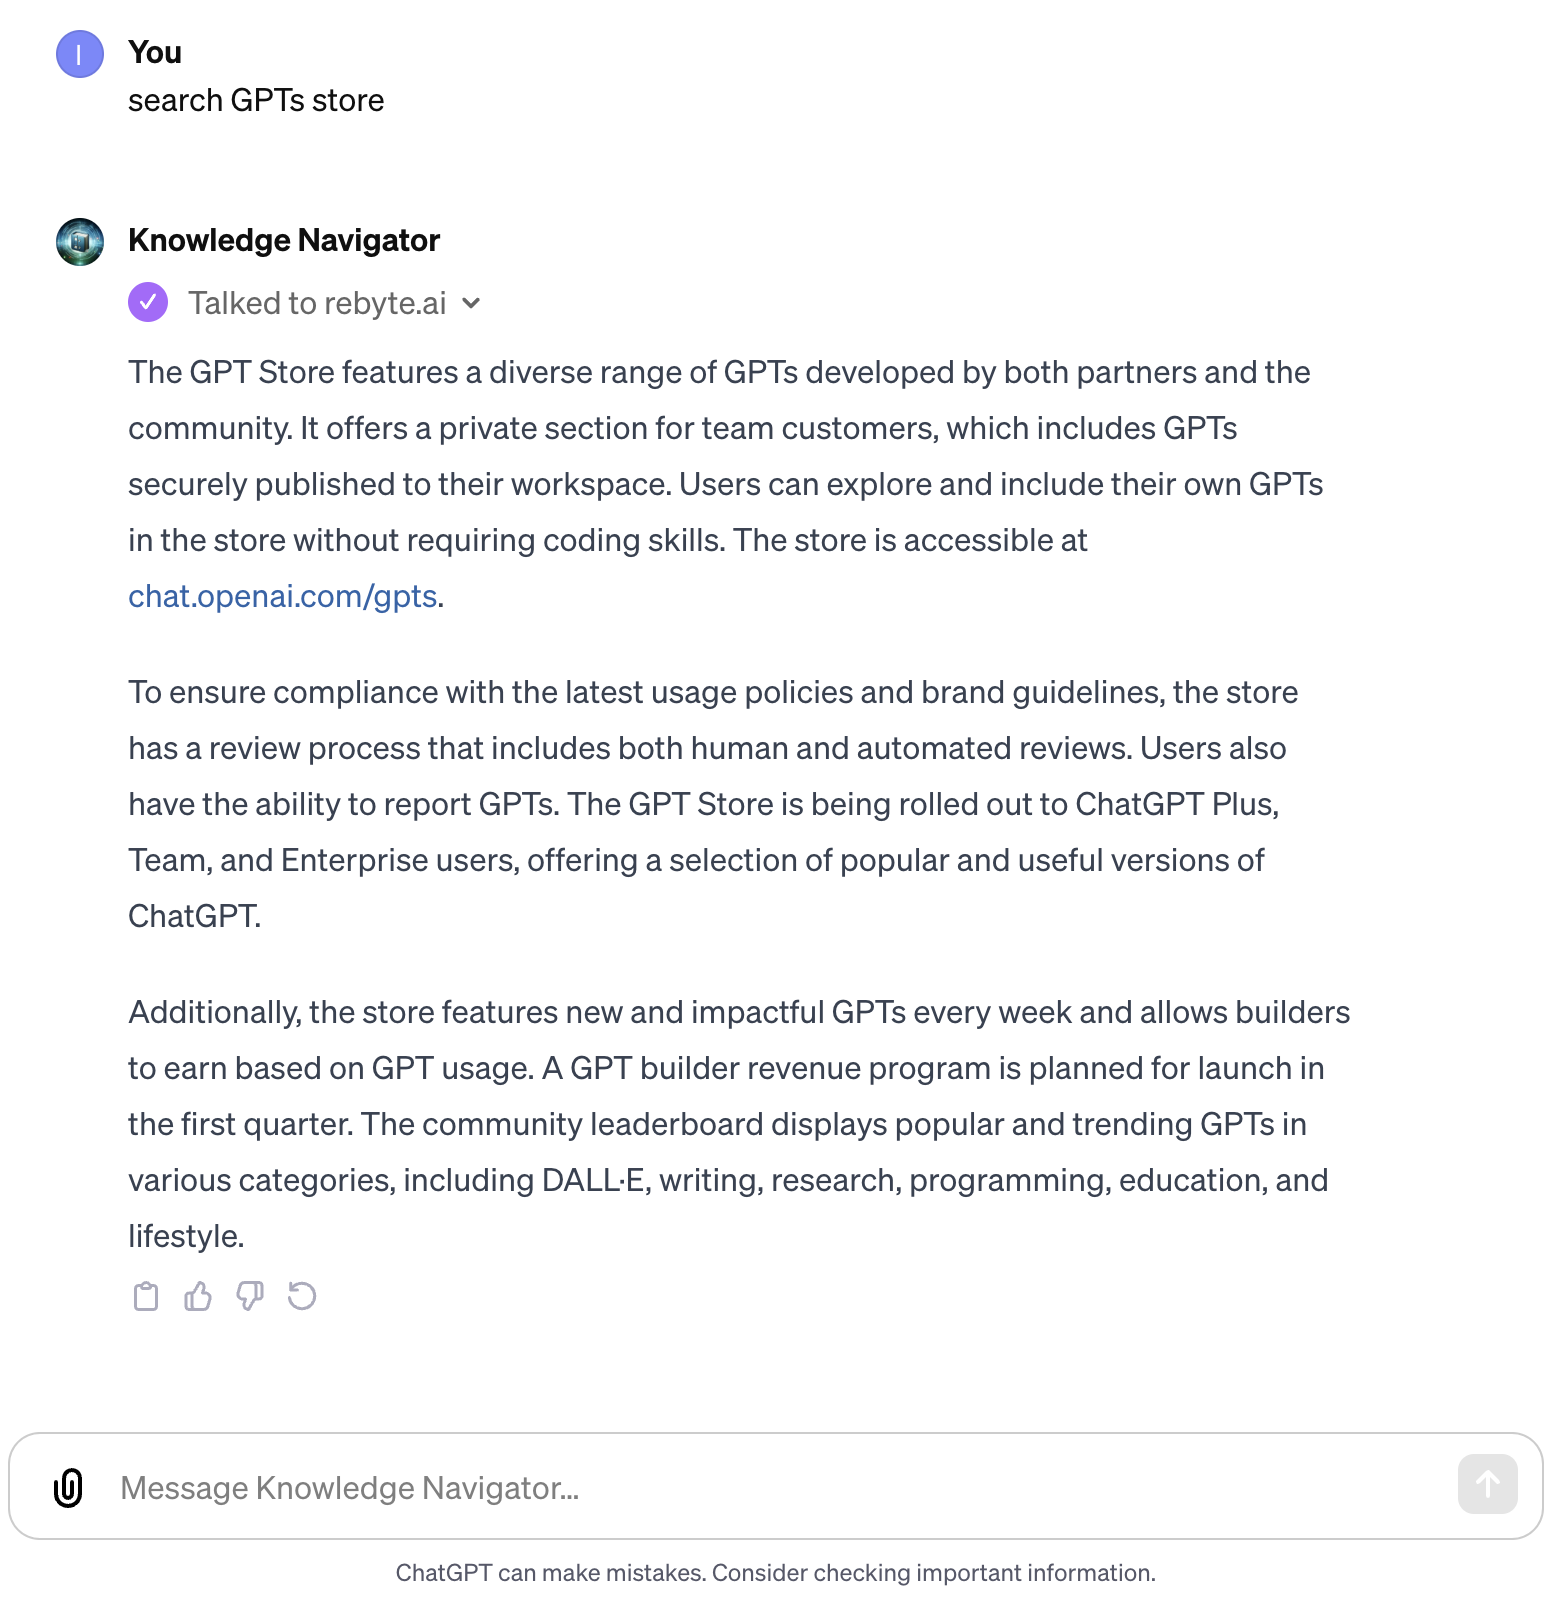 I
You
search GPTs store
Knowledge Navigator
Talked to rebyte.ai
The GPT Store features a diverse range of GPTs developed by both partners and the
community. It offers a private section for team customers, which includes GPTs
securely published to their workspace. Users can explore and include their own GPTs
in the store without requiring coding skills. The store is accessible at
chat.openai.com/gpts.
To ensure compliance with the latest usage policies and brand guidelines, the store
has a review process that includes both human and automated reviews. Users also
have the ability to report GPTs. The GPT Store is being rolled out to ChatGPT Plus,
Team, and Enterprise users, offering a selection of popular and useful versions of
ChatGPT.
Additionally, the store features new and impactful GPTs every week and allows builders
to earn based on GPT usage. A GPT builder revenue program is planned for launch in
the first quarter. The community leaderboard displays popular and trending GPTs in
various categories, including DALL·E, writing, research, programming, education, and
lifestyle.
Message Knowledge Navigator...
ChatGPT can make mistakes. Consider checking important information.